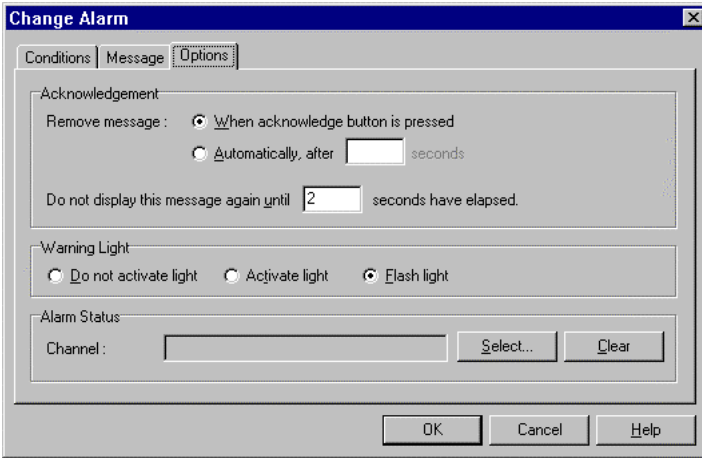 Change Alarm
Conditions Message Options
Acknowledgement
Remove message : When acknowledge button is pressed
Automatically, after seconds
Do not display this message again until 2 seconds have elapsed.
Warning Light
Do not activate light Activate light Flash light
Alarm Status
Channel : Select... Clear
OK Cancel Help